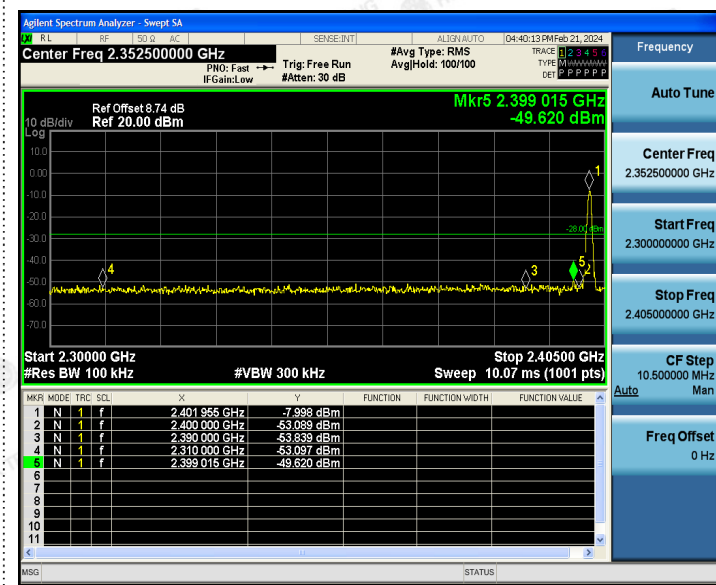 Agilent Spectrum Analyzer - Swept SA
LXI RL RF 50 Ω AC SENSE:INT ALIGN AUTO 04:40:13 PM Feb 21, 2024
Center Freq 2.352500000 GHz
PNO: Fast
IFGain:Low
Trig: Free Run
#Atten: 30 dB
#Avg Type: RMS
Avg|Hold: 100/100
TRACE 1 2 3 4 5 6
TYPE M
DET P P P P P P
Ref Offset 8.74 dB
Ref 20.00 dBm
10 dB/div
Log
Mkr5 2.399 015 GHz
-49.620 dBm
10.0
0.00
-10.0
-20.0
-30.0
-40.0
-50.0
-60.0
-70.0
-28.00 dBm
1
4
3
5
2
Start 2.30000 GHz
Stop 2.40500 GHz
#Res BW 100 kHz
#VBW 300 kHz
Sweep 10.07 ms (1001 pts)
MKR MODE TRC SCL X Y FUNCTION FUNCTION WIDTH FUNCTION VALUE
1 N 1 f 2.401 955 GHz -7.998 dBm
2 N 1 f 2.400 000 GHz -53.089 dBm
3 N 1 f 2.390 000 GHz -53.839 dBm
4 N 1 f 2.310 000 GHz -53.097 dBm
5 N 1 f 2.399 015 GHz -49.620 dBm
6
7
8
9
10
11
MSG
STATUS
Frequency
Auto Tune
Center Freq
2.352500000 GHz
Start Freq
2.300000000 GHz
Stop Freq
2.405000000 GHz
CF Step
10.500000 MHz
Auto Man
Freq Offset
0 Hz